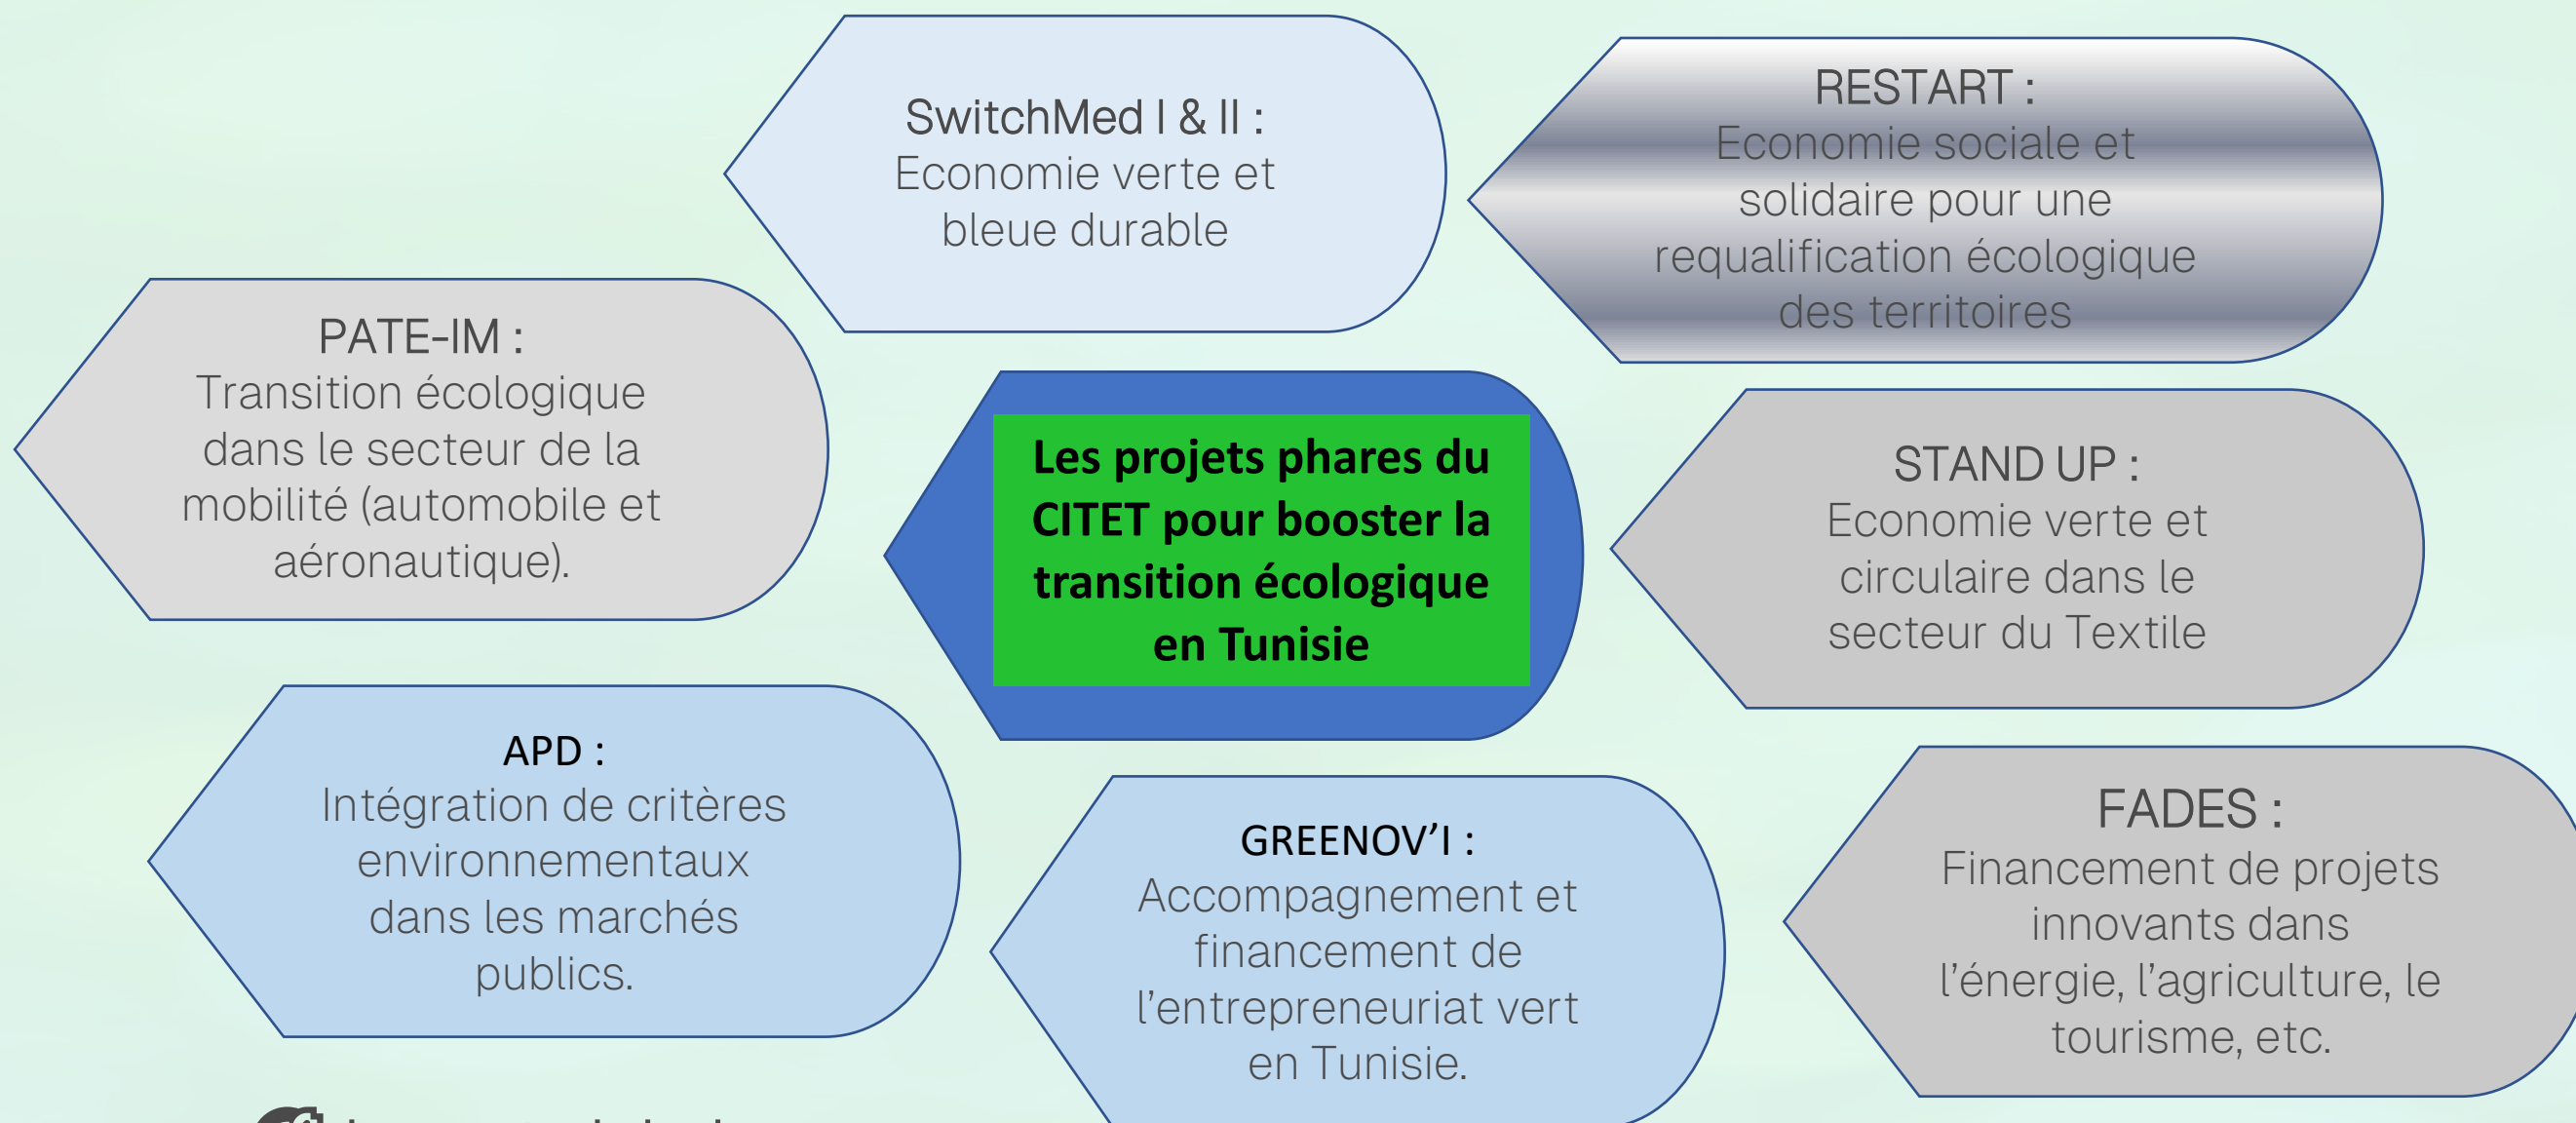 SwitchMed I & II :
Economie verte et
bleue durable
RESTART :
Economie sociale et
solidaire pour une
requalification écologique
des territoires
PATE-IM :
Transition écologique
dans le secteur de la
mobilité (automobile et
aéronautique).
Les projets phares du
CITET pour booster la
transition écologique
en Tunisie
STAND UP :
Economie verte et
circulaire dans le
secteur du Textile
APD :
Intégration de critères
environnementaux
dans les marchés
publics.
GREENOV’I :
Accompagnement et
financement de
l’entrepreneuriat vert
en Tunisie.
FADES :
Financement de projets
innovants dans
l’énergie, l’agriculture, le
tourisme, etc.